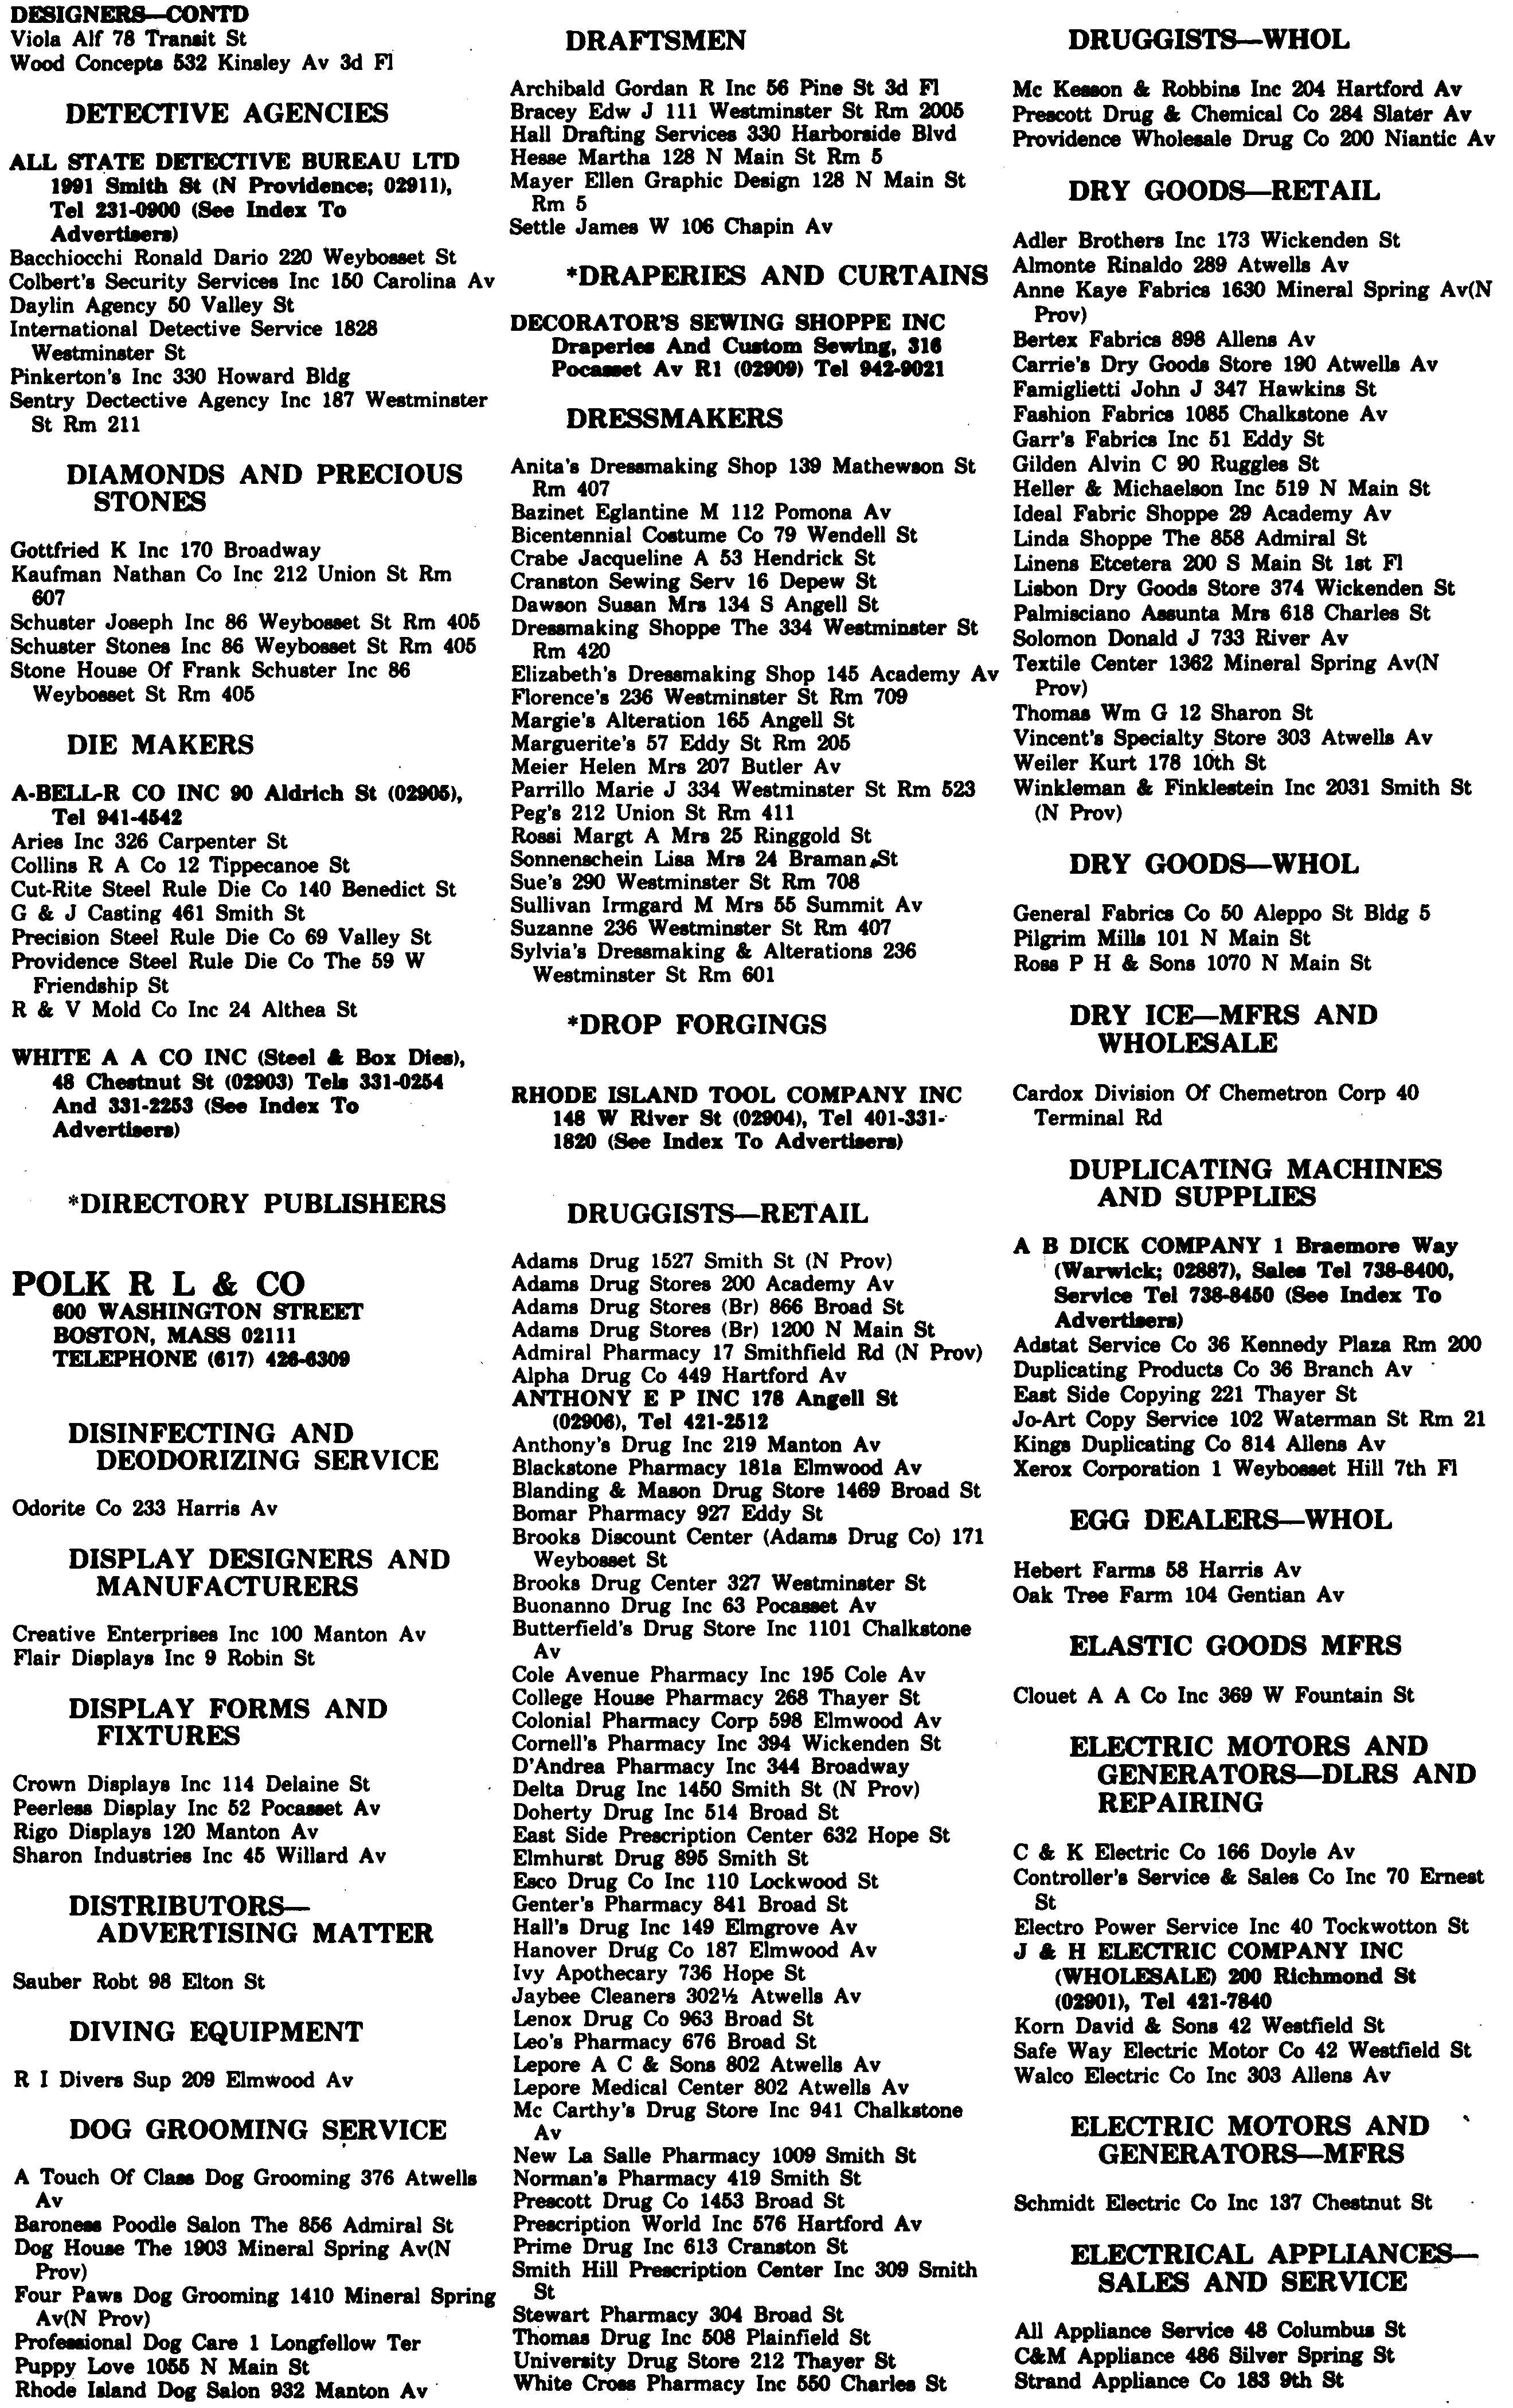 DESIGNERS—CONTD
Viola Alf 78 Transit St
Wood Concepts 532 Kinsley Av 3d Fl
DETECTIVE AGENCIES
ALL STATE DETECTIVE BUREAU LTD
1991 Smith St (N Providence; 02911),
Tel 231-0900 (See Index To
Advertisers)
Bacchiocchi Ronald Dario 220 Weybosset St
Colbert's Security Services Inc 150 Carolina Av
Daylin Agency 50 Valley St
International Detective Service 1828
Westminster St
Pinkerton's Inc 330 Howard Bldg
Sentry Dectective Agency Inc 187 Westminster
St Rm 211
DIAMONDS AND PRECIOUS
STONES
Gottfried K Inc 170 Broadway
Kaufman Nathan Co Inc 212 Union St Rm
607
Schuster Joseph Inc 86 Weybosset St Rm 405
Schuster Stones Inc 86 Weybosset St Rm 405
Stone House Of Frank Schuster Inc 86
Weybosset St Rm 405
DIE MAKERS
A-BELL-R CO INC 90 Aldrich St (02905),
Tel 941-4542
Aries Inc 326 Carpenter St
Collins R A Co 12 Tippecanoe St
Cut-Rite Steel Rule Die Co 140 Benedict St
G & J Casting 461 Smith St
Precision Steel Rule Die Co 69 Valley St
Providence Steel Rule Die Co The 59 W
Friendship St
R & V Mold Co Inc 24 Althea St
WHITE A A CO INC (Steel & Box Dies),
48 Chestnut St (02903) Tels 331-0254
And 331-2253 (See Index To
Advertisers)
*DIRECTORY PUBLISHERS
POLK R L & CO
600 WASHINGTON STREET
BOSTON, MASS 02111
TELEPHONE (617) 426-6309
DISINFECTING AND
DEODORIZING SERVICE
Odorite Co 233 Harris Av
DISPLAY DESIGNERS AND
MANUFACTURERS
Creative Enterprises Inc 100 Manton Av
Flair Displays Inc 9 Robin St
DISPLAY FORMS AND
FIXTURES
Crown Displays Inc 114 Delaine St
Peerless Display Inc 52 Pocasset Av
Rigo Displays 120 Manton Av
Sharon Industries Inc 45 Willard Av
DISTRIBUTORS—
ADVERTISING MATTER
Sauber Robt 98 Elton St
DIVING EQUIPMENT
R I Divers Sup 209 Elmwood Av
DOG GROOMING SERVICE
A Touch Of Class Dog Grooming 376 Atwells
Av
Baroness Poodle Salon The 856 Admiral St
Dog House The 1903 Mineral Spring Av(N
Prov)
Four Paws Dog Grooming 1410 Mineral Spring
Av(N Prov)
Professional Dog Care 1 Longfellow Ter
Puppy Love 1055 N Main St
Rhode Island Dog Salon 932 Manton Av
DRAFTSMEN
Archibald Gordan R Inc 56 Pine St 3d Fl
Bracey Edw J 111 Westminster St Rm 2005
Hall Drafting Services 330 Harborside Blvd
Hesse Martha 128 N Main St Rm 5
Mayer Ellen Graphic Design 128 N Main St
Rm 5
Settle James W 106 Chapin Av
*DRAPERIES AND CURTAINS
DECORATOR'S SEWING SHOPPE INC
Draperies And Custom Sewing, 316
Pocasset Av R1 (02909) Tel 942-9021
DRESSMAKERS
Anita's Dressmaking Shop 139 Mathewson St
Rm 407
Bazinet Eglantine M 112 Pomona Av
Bicentennial Costume Co 79 Wendell St
Crabe Jacqueline A 53 Hendrick St
Cranston Sewing Serv 16 Depew St
Dawson Susan Mrs 134 S Angell St
Dressmaking Shoppe The 334 Westminster St
Rm 420
Elizabeth's Dressmaking Shop 145 Academy Av
Florence's 236 Westminster St Rm 709
Margie's Alteration 165 Angell St
Marguerite's 57 Eddy St Rm 205
Meier Helen Mrs 207 Butler Av
Parrillo Marie J 334 Westminster St Rm 523
Peg's 212 Union St Rm 411
Rossi Margt A Mrs 25 Ringgold St
Sonnenschein Lisa Mrs 24 Braman St
Sue's 290 Westminster St Rm 708
Sullivan Irmgard M Mrs 55 Summit Av
Suzanne 236 Westminster St Rm 407
Sylvia's Dressmaking & Alterations 236
Westminster St Rm 601
*DROP FORGINGS
RHODE ISLAND TOOL COMPANY INC
148 W River St (02904), Tel 401-331-
1820 (See Index To Advertisers)
DRUGGISTS—RETAIL
Adams Drug 1527 Smith St (N Prov)
Adams Drug Stores 200 Academy Av
Adams Drug Stores (Br) 866 Broad St
Adams Drug Stores (Br) 1200 N Main St
Admiral Pharmacy 17 Smithfield Rd (N Prov)
Alpha Drug Co 449 Hartford Av
ANTHONY E P INC 178 Angell St
(02906), Tel 421-2512
Anthony's Drug Inc 219 Manton Av
Blackstone Pharmacy 181a Elmwood Av
Blanding & Mason Drug Store 1469 Broad St
Bomar Pharmacy 927 Eddy St
Brooks Discount Center (Adams Drug Co) 171
Weybosset St
Brooks Drug Center 327 Westminster St
Buonanno Drug Inc 63 Pocasset Av
Butterfield's Drug Store Inc 1101 Chalkstone
Av
Cole Avenue Pharmacy Inc 195 Cole Av
College House Pharmacy 268 Thayer St
Colonial Pharmacy Corp 598 Elmwood Av
Cornell's Pharmacy Inc 394 Wickenden St
D'Andrea Pharmacy Inc 344 Broadway
Delta Drug Inc 1450 Smith St (N Prov)
Doherty Drug Inc 514 Broad St
East Side Prescription Center 632 Hope St
Elmhurst Drug 895 Smith St
Esco Drug Co Inc 110 Lockwood St
Genter's Pharmacy 841 Broad St
Hall's Drug Inc 149 Elmgrove Av
Hanover Drug Co 187 Elmwood Av
Ivy Apothecary 736 Hope St
Jaybee Cleaners 302½ Atwells Av
Lenox Drug Co 963 Broad St
Leo's Pharmacy 676 Broad St
Lepore A C & Sons 802 Atwells Av
Lepore Medical Center 802 Atwells Av
Mc Carthy's Drug Store Inc 941 Chalkstone
Av
New La Salle Pharmacy 1009 Smith St
Norman's Pharmacy 419 Smith St
Prescott Drug Co 1453 Broad St
Prescription World Inc 576 Hartford Av
Prime Drug Inc 613 Cranston St
Smith Hill Prescription Center Inc 309 Smith
St
Stewart Pharmacy 304 Broad St
Thomas Drug Inc 508 Plainfield St
University Drug Store 212 Thayer St
White Cross Pharmacy Inc 550 Charles St
DRUGGISTS—WHOL
Mc Kesson & Robbins Inc 204 Hartford Av
Prescott Drug & Chemical Co 284 Slater Av
Providence Wholesale Drug Co 200 Niantic Av
DRY GOODS—RETAIL
Adler Brothers Inc 173 Wickenden St
Almonte Rinaldo 289 Atwells Av
Anne Kaye Fabrics 1630 Mineral Spring Av(N
Prov)
Bertex Fabrics 898 Allens Av
Carrie's Dry Goods Store 190 Atwells Av
Famiglietti John J 347 Hawkins St
Fashion Fabrics 1085 Chalkstone Av
Garr's Fabrics Inc 51 Eddy St
Gilden Alvin C 90 Ruggles St
Heller & Michaelson Inc 519 N Main St
Ideal Fabric Shoppe 29 Academy Av
Linda Shoppe The 858 Admiral St
Linens Etcetera 200 S Main St 1st Fl
Lisbon Dry Goods Store 374 Wickenden St
Palmisciano Assunta Mrs 618 Charles St
Solomon Donald J 733 River Av
Textile Center 1362 Mineral Spring Av(N
Prov)
Thomas Wm G 12 Sharon St
Vincent's Specialty Store 303 Atwells Av
Weiler Kurt 178 10th St
Winkleman & Finklestein Inc 2031 Smith St
(N Prov)
DRY GOODS—WHOL
General Fabrics Co 50 Aleppo St Bldg 5
Pilgrim Mills 101 N Main St
Ross P H & Sons 1070 N Main St
DRY ICE—MFRS AND
WHOLESALE
Cardox Division Of Chemetron Corp 40
Terminal Rd
DUPLICATING MACHINES
AND SUPPLIES
A B DICK COMPANY 1 Braemore Way
(Warwick; 02887), Sales Tel 738-8400,
Service Tel 738-8450 (See Index To
Advertisers)
Adstat Service Co 36 Kennedy Plaza Rm 200
Duplicating Products Co 36 Branch Av
East Side Copying 221 Thayer St
Jo-Art Copy Service 102 Waterman St Rm 21
Kings Duplicating Co 814 Allens Av
Xerox Corporation 1 Weybosset Hill 7th Fl
EGG DEALERS—WHOL
Hebert Farms 58 Harris Av
Oak Tree Farm 104 Gentian Av
ELASTIC GOODS MFRS
Clouet A A Co Inc 369 W Fountain St
ELECTRIC MOTORS AND
GENERATORS—DLRS AND
REPAIRING
C & K Electric Co 166 Doyle Av
Controller's Service & Sales Co Inc 70 Ernest
St
Electro Power Service Inc 40 Tockwotton St
J & H ELECTRIC COMPANY INC
(WHOLESALE) 200 Richmond St
(02901), Tel 421-7840
Korn David & Sons 42 Westfield St
Safe Way Electric Motor Co 42 Westfield St
Walco Electric Co Inc 303 Allens Av
ELECTRIC MOTORS AND
GENERATORS—MFRS
Schmidt Electric Co Inc 137 Chestnut St
ELECTRICAL APPLIANCES—
SALES AND SERVICE
All Appliance Service 48 Columbus St
C&M Appliance 486 Silver Spring St
Strand Appliance Co 183 9th St